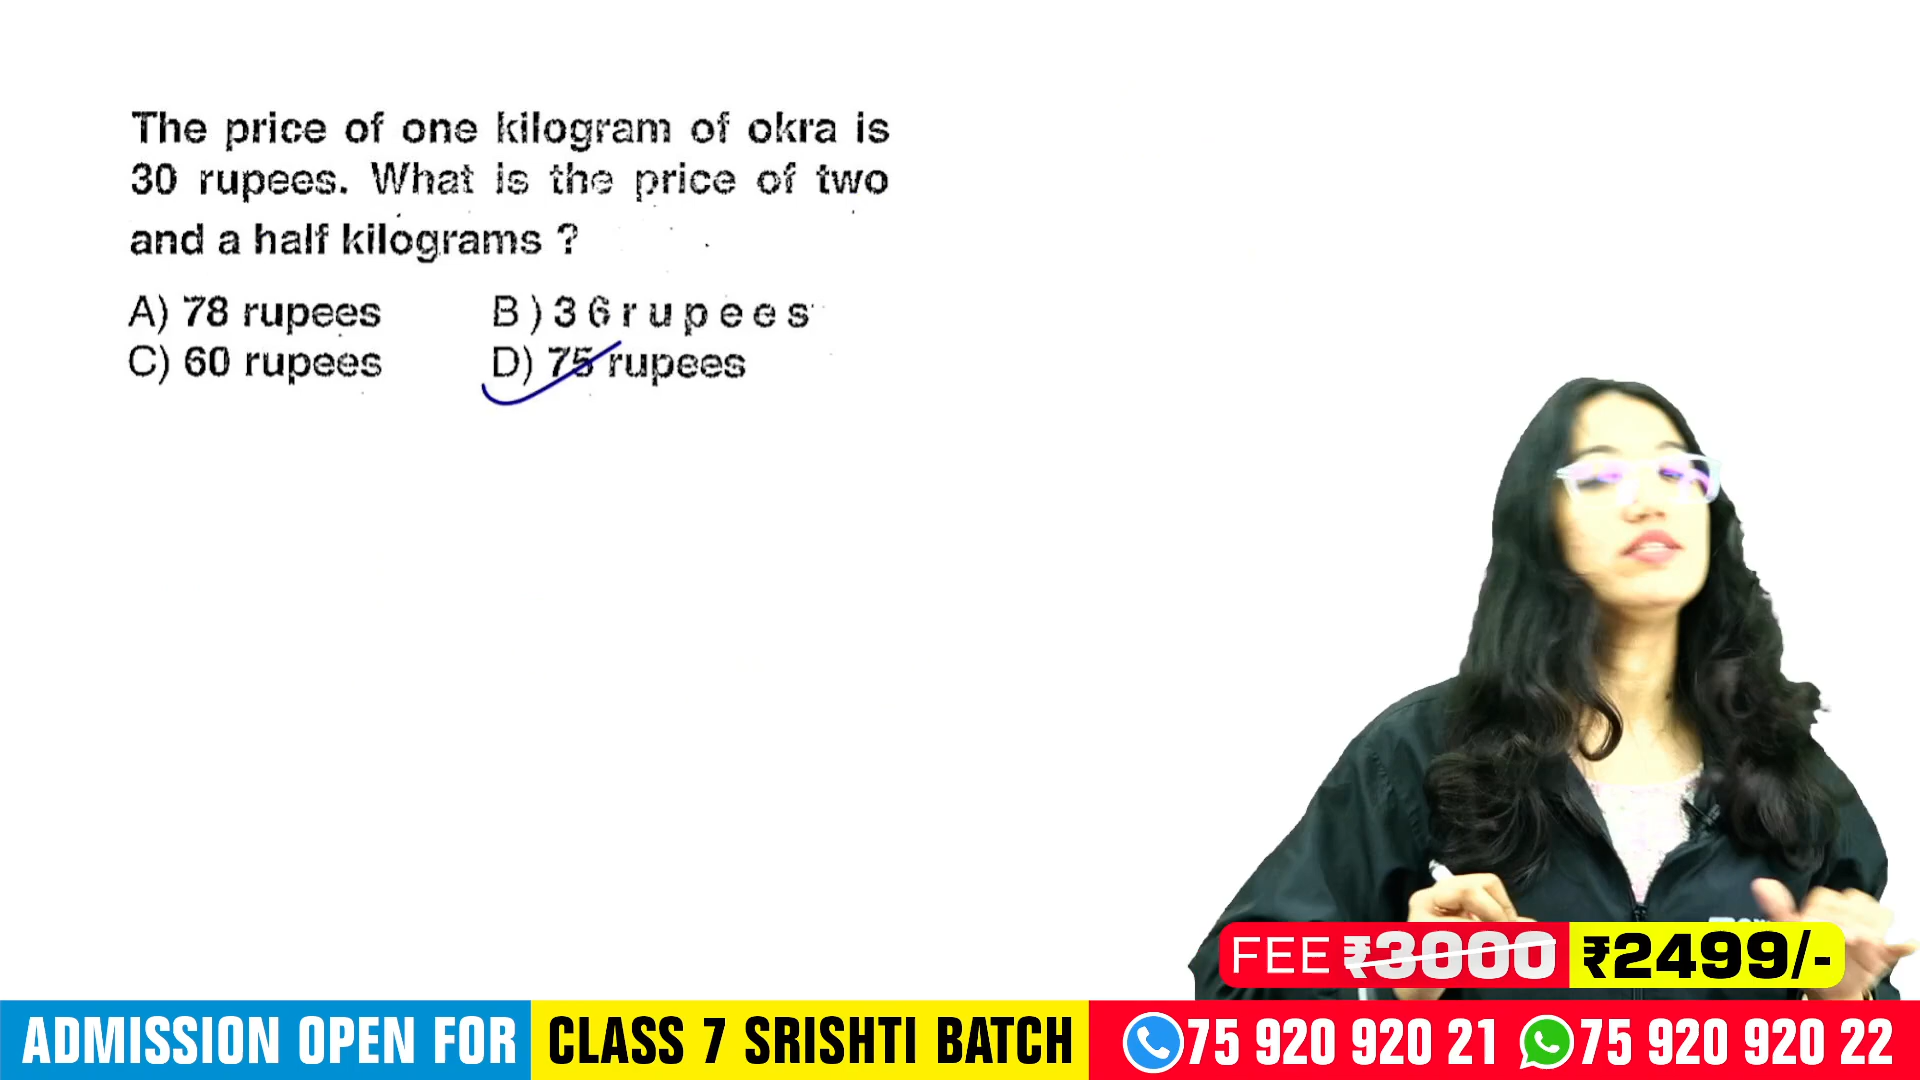 The price of one kilogram of okra is
30 rupees. What is the price of two
and a half kilograms ?
A) 78 rupees B) 36 rupees
C) 60 rupees D) 75 rupees
FEE ₹3000 ₹2499/-
ADMISSION OPEN FOR CLASS 7 SRISHTI BATCH 75 920 920 21 75 920 920 22